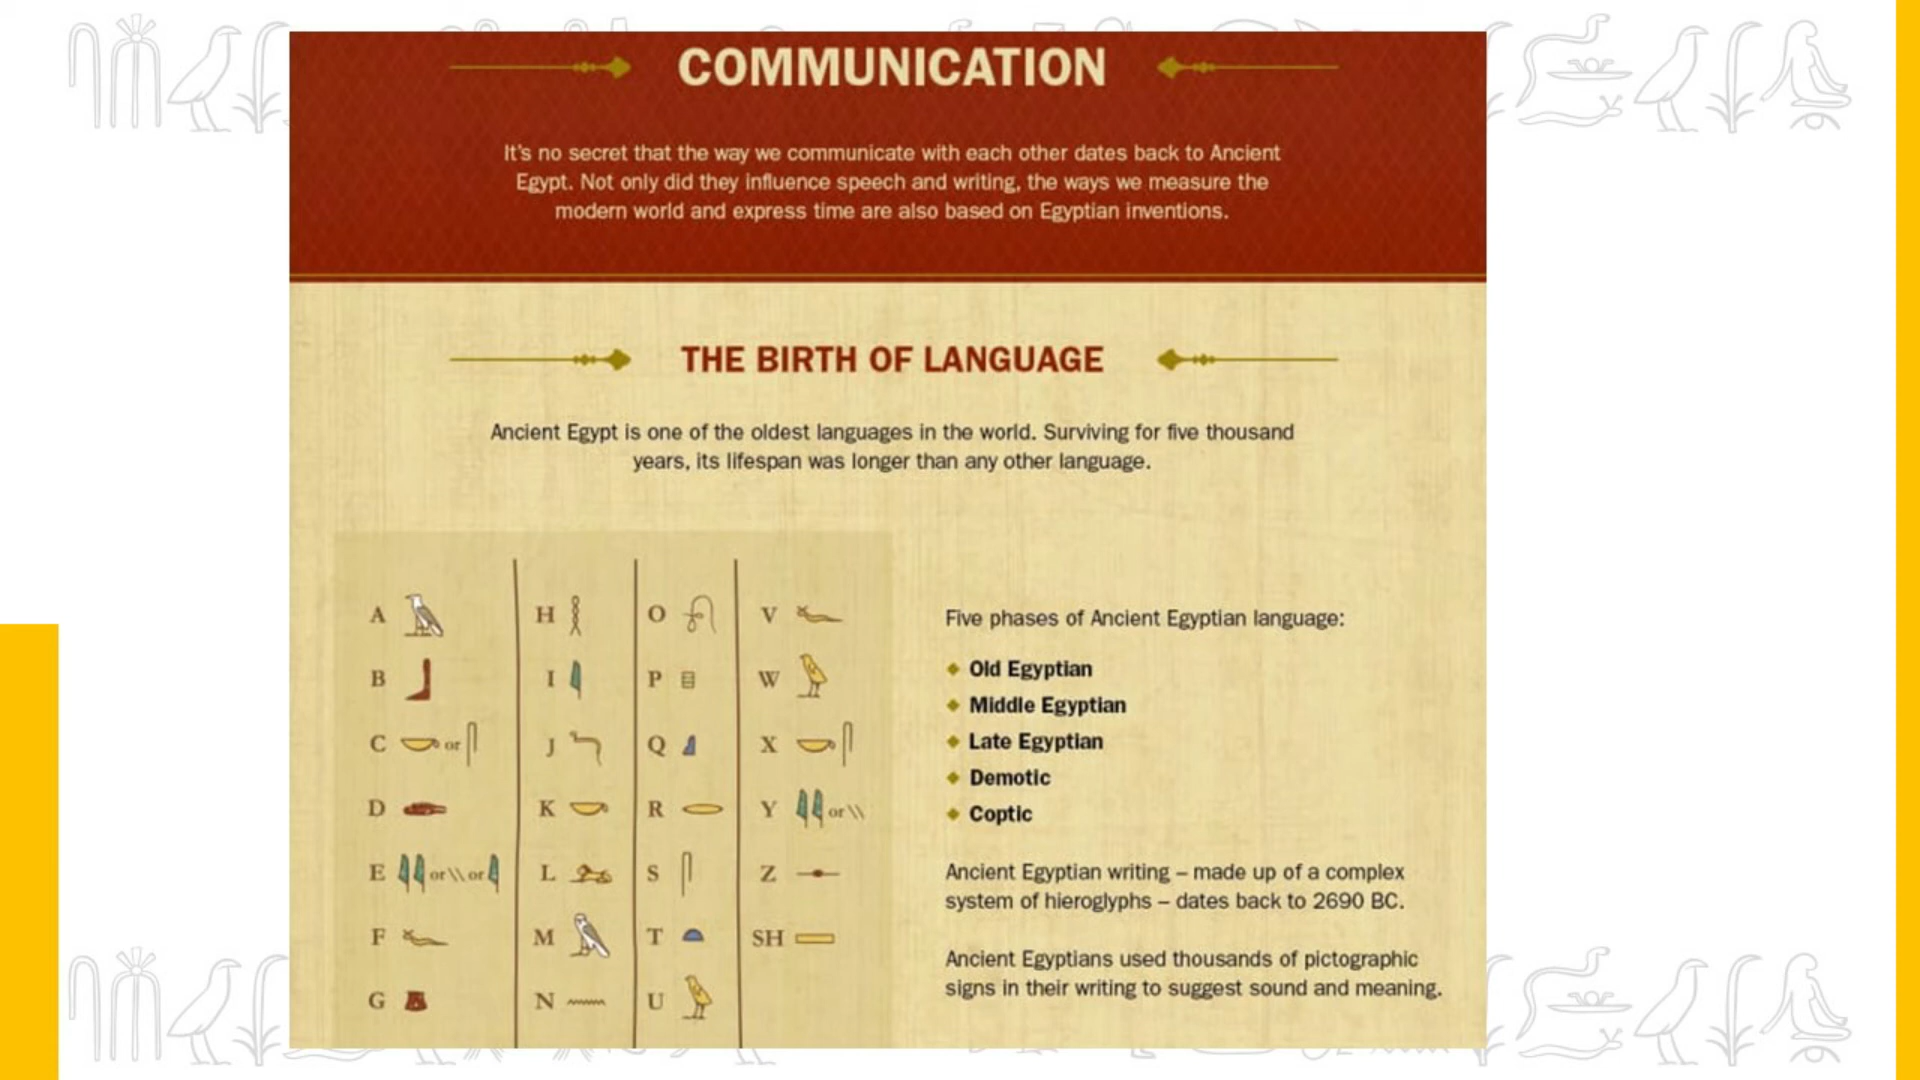 COMMUNICATION
It's no secret that the way we communicate with each other dates back to Ancient
Egypt. Not only did they influence speech and writing, the ways we measure the
modern world and express time are also based on Egyptian inventions.
THE BIRTH OF LANGUAGE
Ancient Egypt is one of the oldest languages in the world. Surviving for five thousand
years, its lifespan was longer than any other language.
A
B
C or
D
E or \\ or
F
G
H
I
J
K
L
M
N
O
P
Q
R
S
T
U
V
W
X
Y or \\
Z
SH
Five phases of Ancient Egyptian language:
Old Egyptian
Middle Egyptian
Late Egyptian
Demotic
Coptic
Ancient Egyptian writing – made up of a complex
system of hieroglyphs – dates back to 2690 BC.
Ancient Egyptians used thousands of pictographic
signs in their writing to suggest sound and meaning.